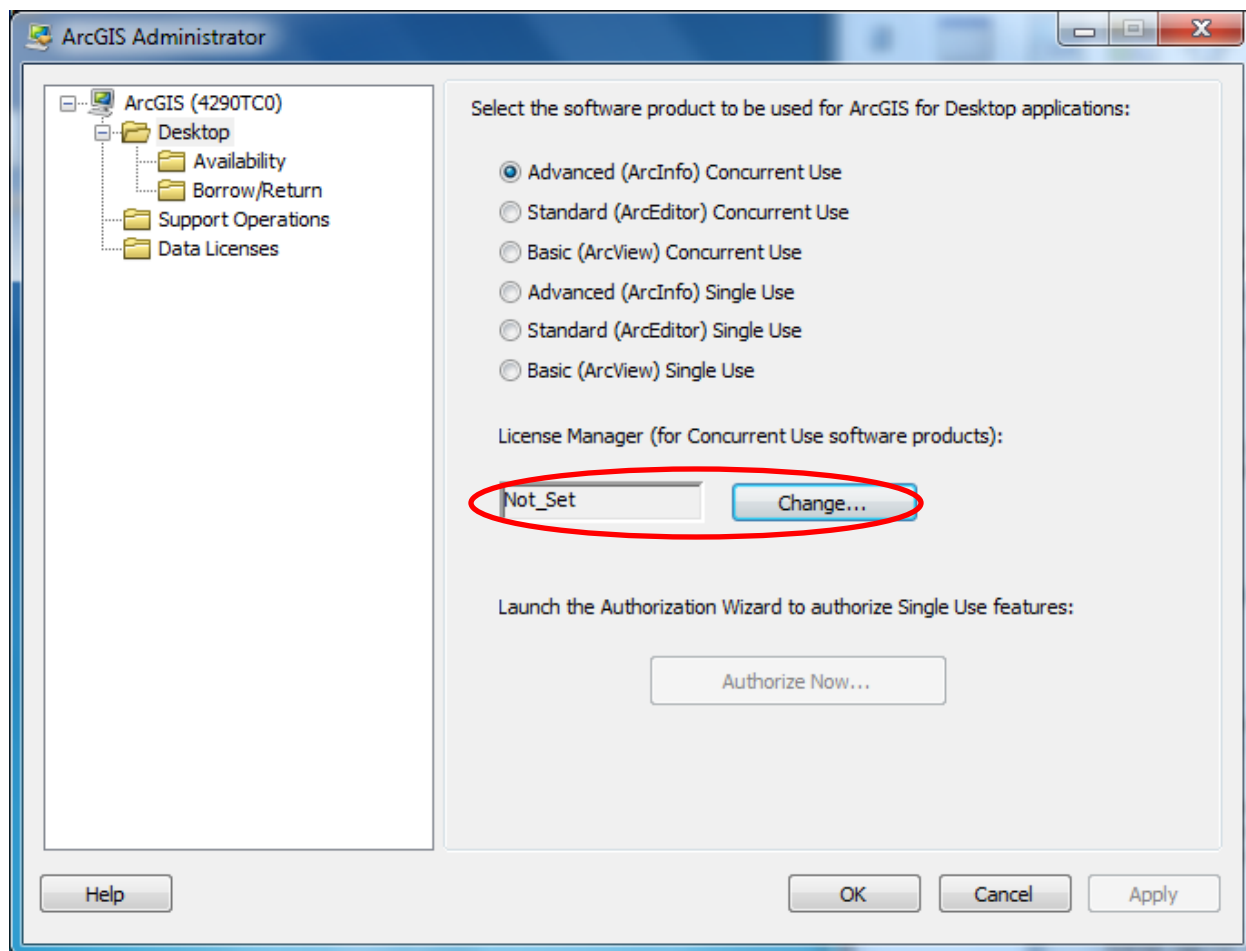 ArcGIS Administrator
ArcGIS (4290TC0)
Desktop
Availability
Borrow/Return
Support Operations
Data Licenses
Select the software product to be used for ArcGIS for Desktop applications:
Advanced (ArcInfo) Concurrent Use
Standard (ArcEditor) Concurrent Use
Basic (ArcView) Concurrent Use
Advanced (ArcInfo) Single Use
Standard (ArcEditor) Single Use
Basic (ArcView) Single Use
License Manager (for Concurrent Use software products):
Not_Set
Change...
Launch the Authorization Wizard to authorize Single Use features:
Authorize Now...
Help
OK
Cancel
Apply